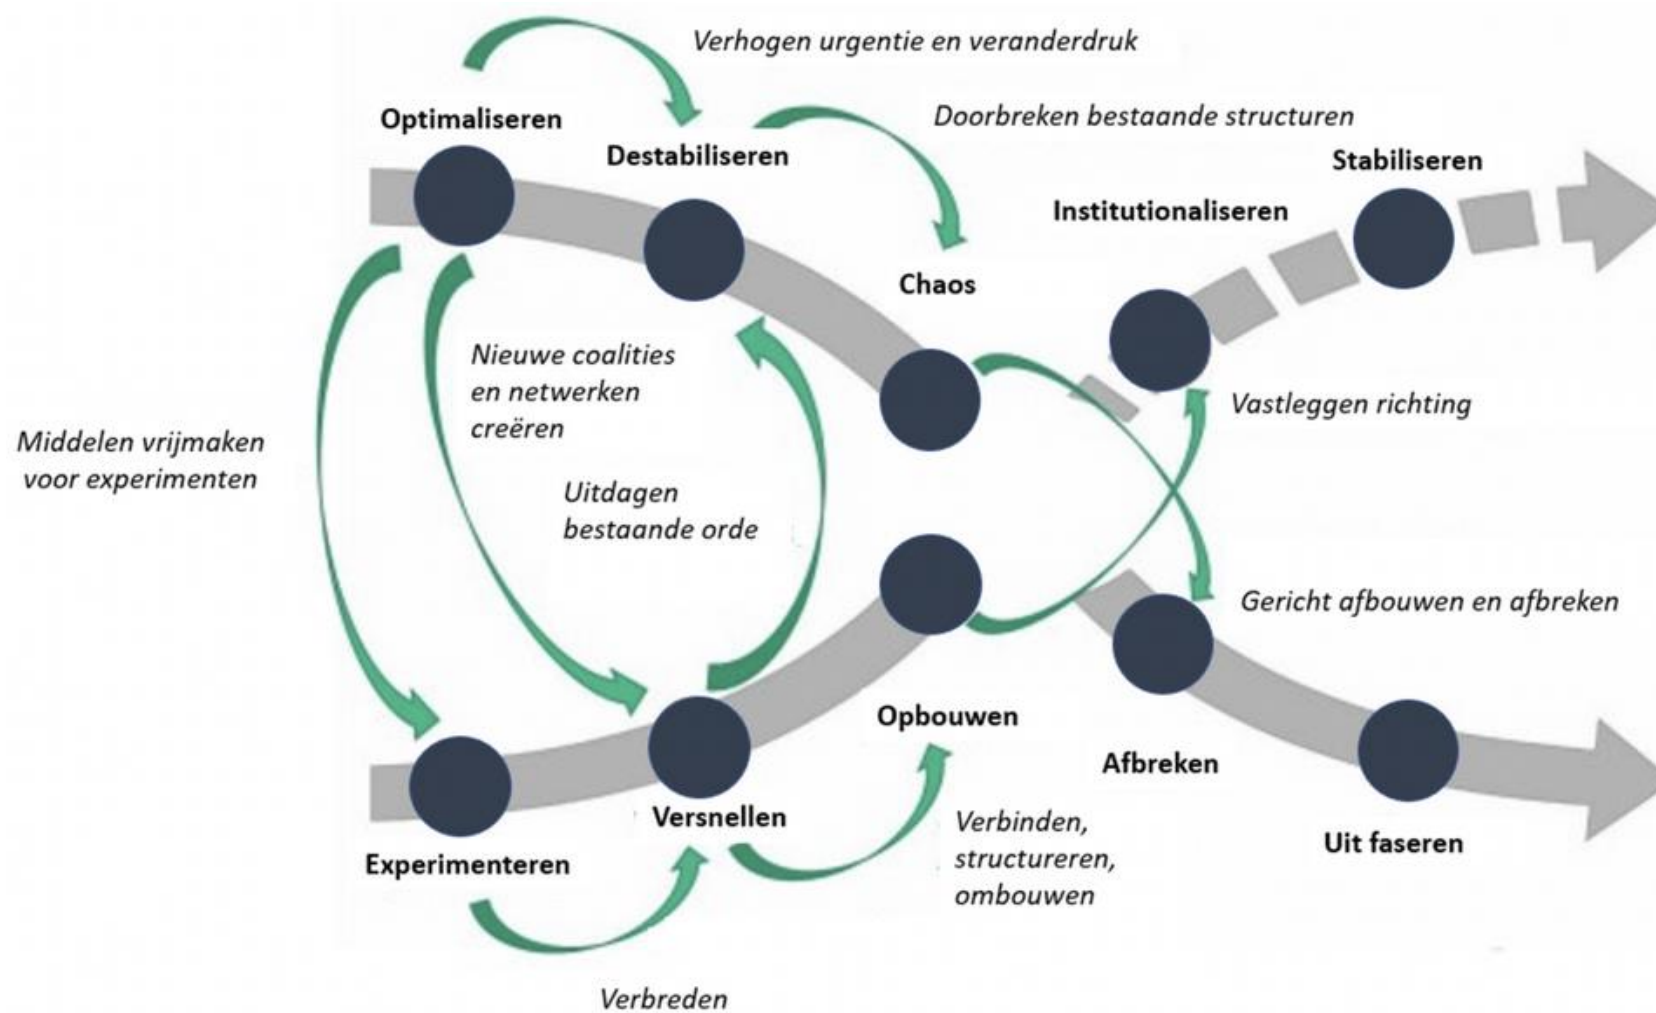 Verhogen urgentie en veranderdruk
Optimaliseren
Doorbreken bestaande structuren
Destabiliseren
Stabiliseren
Institutionaliseren
Chaos
Nieuwe coalities
en netwerken
creëren
Vastleggen richting
Middelen vrijmaken
voor experimenten
Uitdagen
bestaande orde
Gericht afbouwen en afbreken
Opbouwen
Afbreken
Versnellen
Verbinden,
structureren,
ombouwen
Uit faseren
Experimenteren
Verbreden